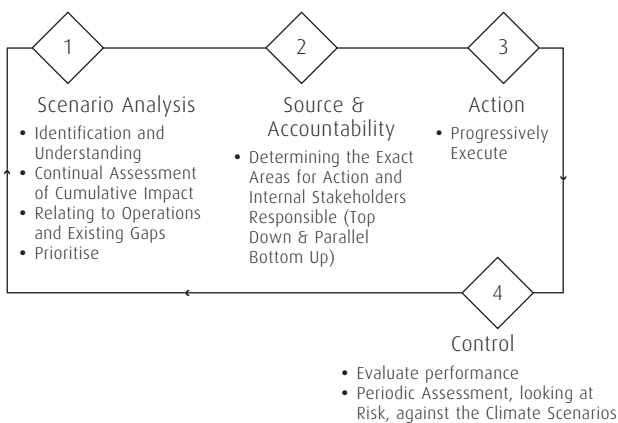 1
Scenario Analysis
• Identification and
Understanding
• Continual Assessment
of Cumulative Impact
• Relating to Operations
and Existing Gaps
• Prioritise
2
Source &
Accountability
• Determining the Exact
Areas for Action and
Internal Stakeholders
Responsible (Top
Down & Parallel
Bottom Up)
3
Action
• Progressively
Execute
4
Control
• Evaluate performance
• Periodic Assessment, looking at
Risk, against the Climate Scenarios